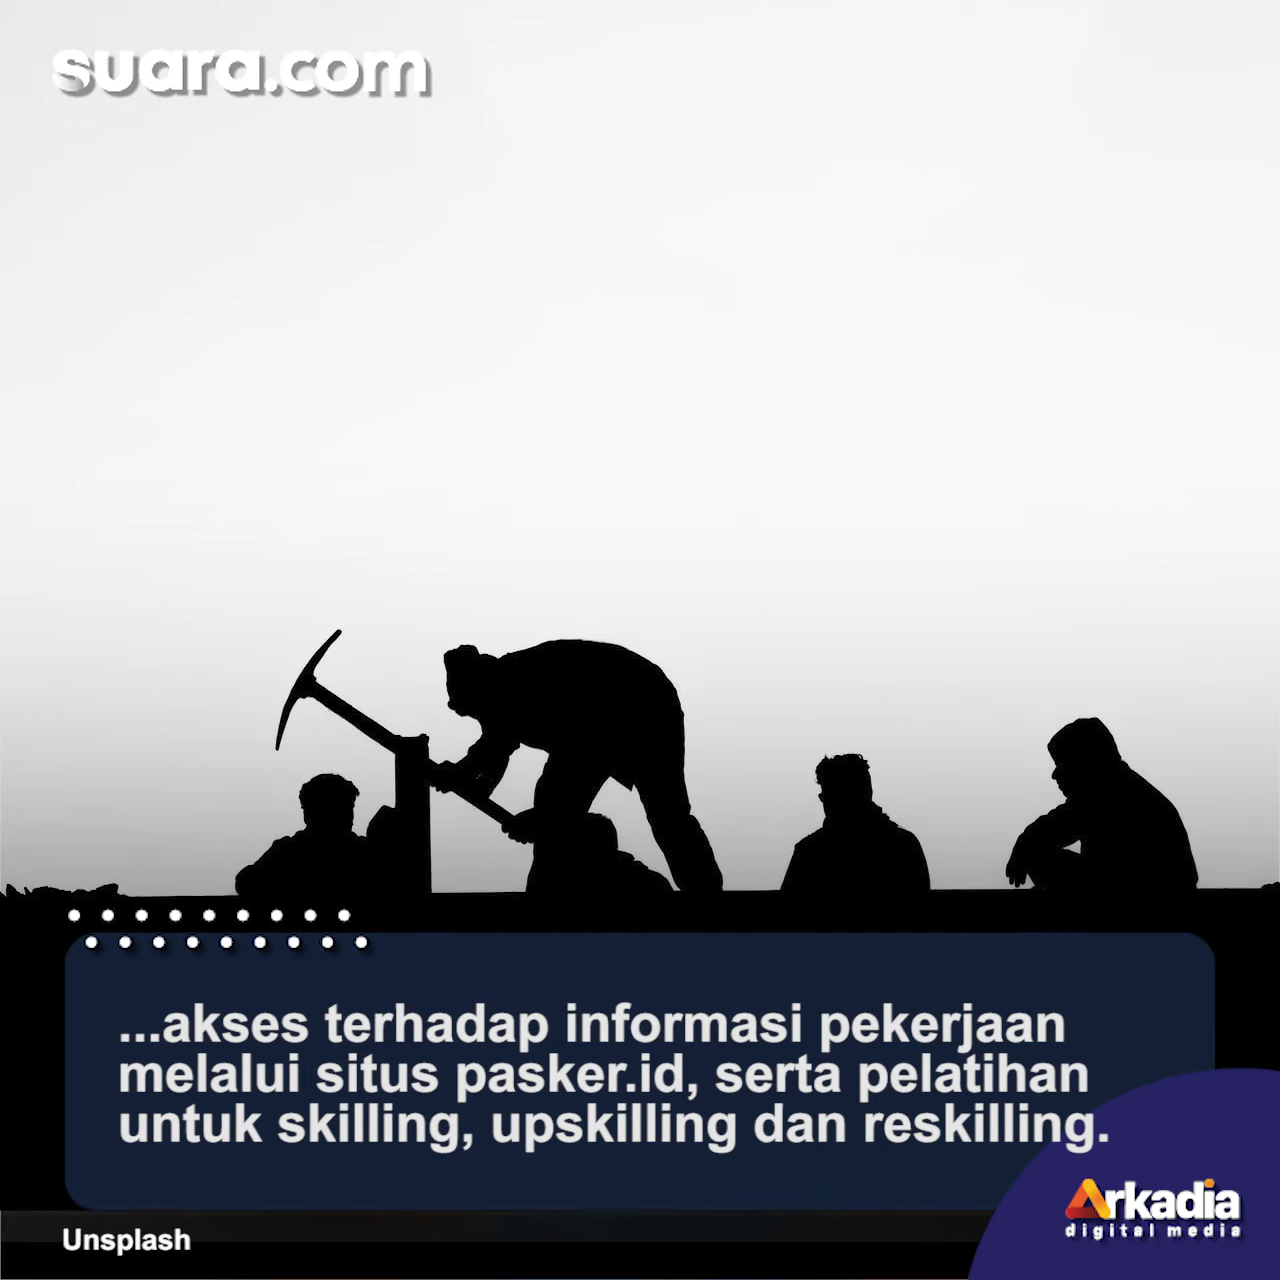 suara.com
...akses terhadap informasi pekerjaan
melalui situs pasker.id, serta pelatihan
untuk skilling, upskilling dan reskilling.
Unsplash
Arkadia
digital media